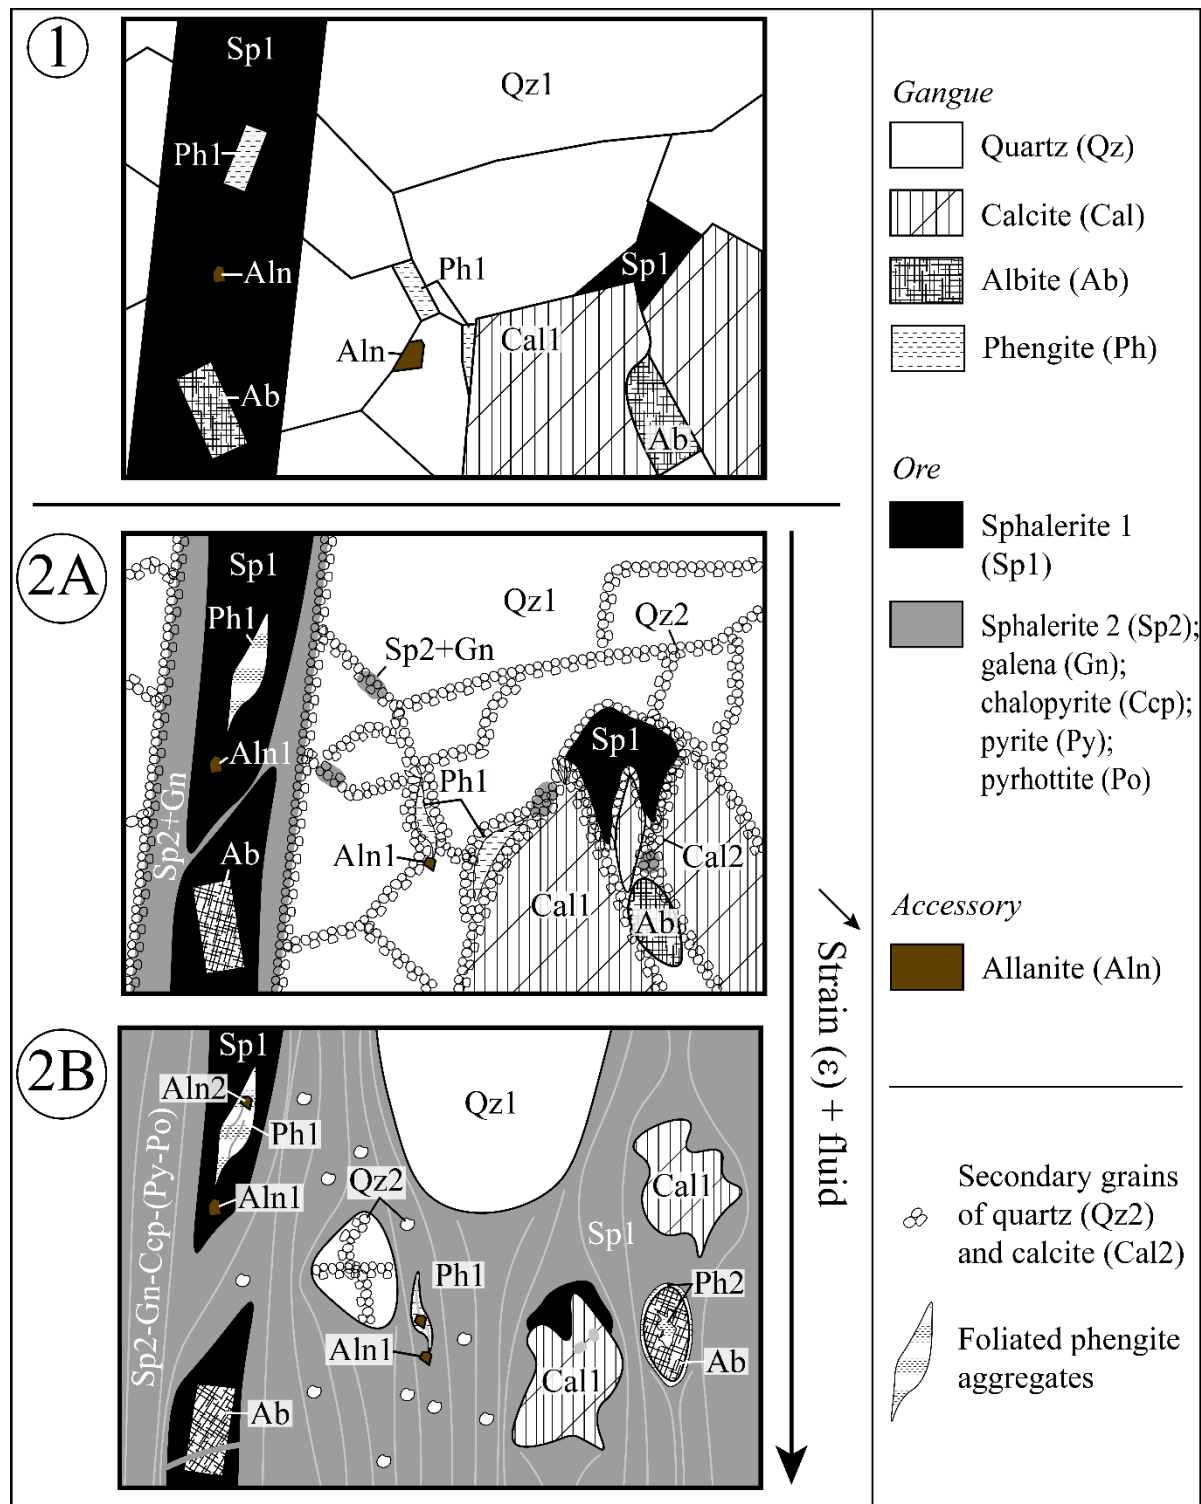 1
Sp1
Qz1
Ph1
Aln
Ab
Ph1
Sp1
Aln
Cal1
Ab
2A
Sp1
Ph1
Qz1
Qz2
Sp2+Gn
Aln1
Sp1
Ph1
Sp2+Gn
Ab
Aln1
Cal2
Cal1
Ab
2B
Sp1
Aln2
Ph1
Aln1
Sp2-Gn-Ccp-(Py-Po)
Qz1
Qz2
Cal1
Sp1
Ph1
Ph2
Aln1
Cal1
Ab
Ab
Strain (ε) + fluid
Gangue
Quartz (Qz)
Calcite (Cal)
Albite (Ab)
Phengite (Ph)
Ore
Sphalerite 1
(Sp1)
Sphalerite 2 (Sp2);
galena (Gn);
chalopyrite (Ccp);
pyrite (Py);
pyrhottite (Po)
Accessory
Allanite (Aln)
Secondary grains
of quartz (Qz2)
and calcite (Cal2)
Foliated phengite
aggregates